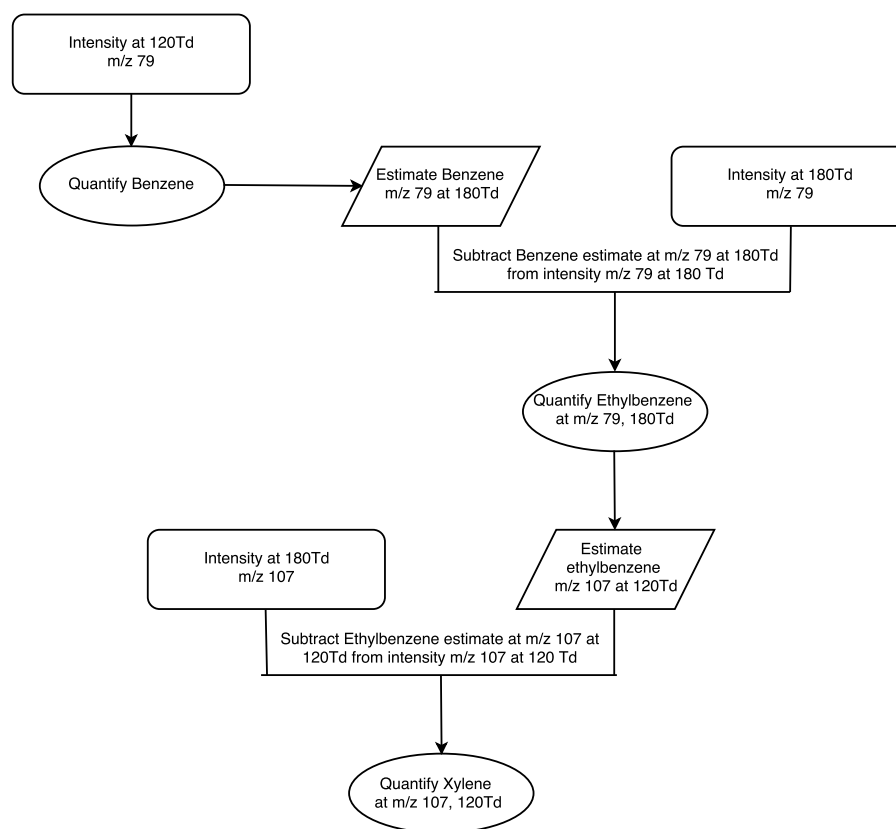 Intensity at 120Td
m/z 79
Quantify Benzene
Estimate Benzene
m/z 79 at 180Td
Intensity at 180Td
m/z 79
Subtract Benzene estimate at m/z 79 at 180Td
from intensity m/z 79 at 180 Td
Quantify Ethylbenzene
at m/z 79, 180Td
Intensity at 180Td
m/z 107
Estimate
ethylbenzene
m/z 107 at 120Td
Subtract Ethylbenzene estimate at m/z 107 at
120Td from intensity m/z 107 at 120 Td
Quantify Xylene
at m/z 107, 120Td